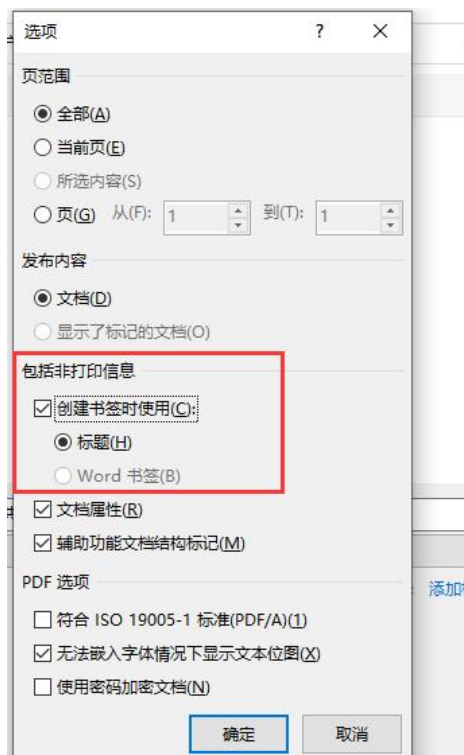 选项 ?
页范围
全部(A)
当前页(E)
所选内容(S)
页(G) 从(F): 1 到(T): 1
发布内容
文档(D)
显示了标记的文档(O)
包括非打印信息
创建书签时使用(C):
标题(H)
Word 书签(B)
文档属性(R)
辅助功能文档结构标记(M)
PDF 选项
添加
符合 ISO 19005-1 标准(PDF/A)(1)
无法嵌入字体情况下显示文本位图(X)
使用密码加密文档(N)
确定 取消